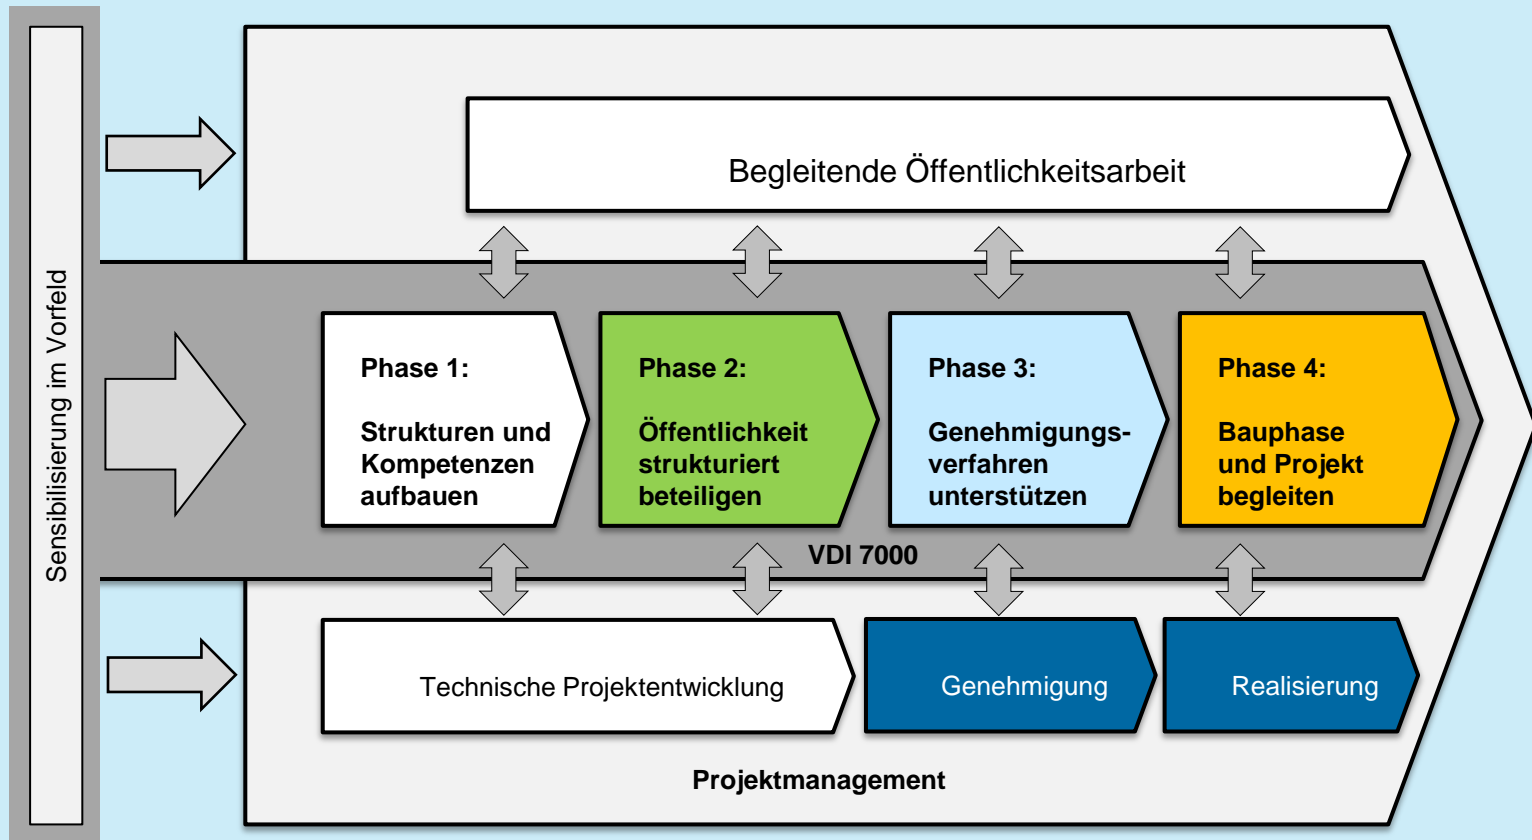 Sensibilisierung im Vorfeld
Begleitende Öffentlichkeitsarbeit
Phase 1:
Strukturen und
Kompetenzen
aufbauen
Phase 2:
Öffentlichkeit
strukturiert
beteiligen
Phase 3:
Genehmigungs-
verfahren
unterstützen
Phase 4:
Bauphase
und Projekt
begleiten
VDI 7000
Technische Projektentwicklung
Genehmigung
Realisierung
Projektmanagement